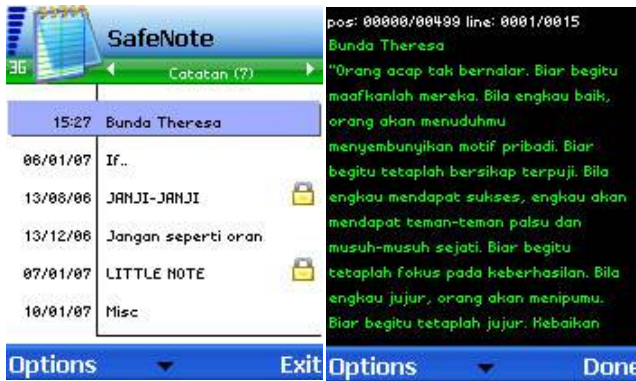 36
SafeNote
Catatan (7)
15:27 Bunda Theresa
06/01/07 If..
13/08/06 JANJI-JANJI
13/12/06 Jangan seperti oran
07/01/07 LITTLE NOTE
10/01/07 Misc
Options Exit
pos: 00000/00499 line: 0001/0015
Bunda Theresa
"Orang acap tak bernalar. Biar begitu
maafkanlah mereka. Bila engkau baik,
orang akan menuduhmu
menyembunyikan motif pribadi. Biar
begitu tetaplah bersikap terpuji. Bila
engkau mendapat sukses, engkau akan
mendapat teman-teman palsu dan
musuh-musuh sejati. Biar begitu
tetaplah fokus pada keberhasilan. Bila
engkau jujur, orang akan menipumu.
Biar begitu tetaplah jujur. Kebaikan
Options Done